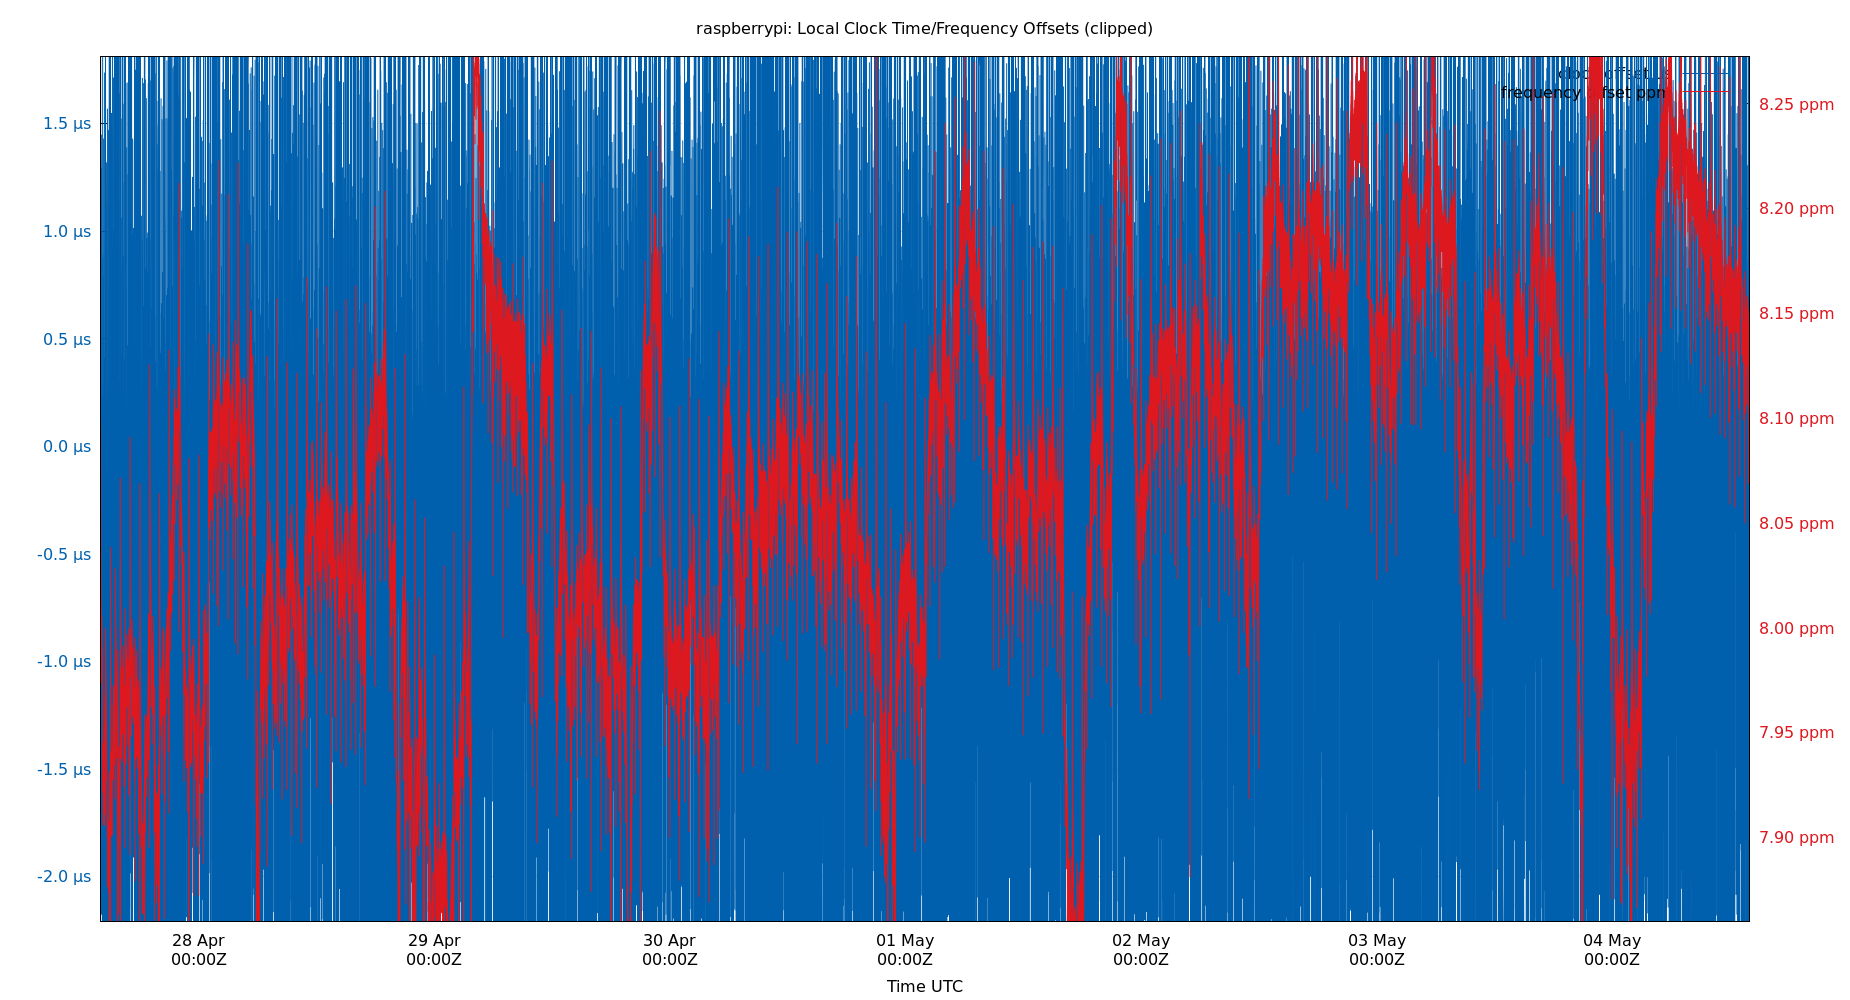 raspberrypi: Local Clock Time/Frequency Offsets (clipped)
clock offset
frequency offset ppm
1.5 µs
1.0 µs
0.5 µs
0.0 µs
-0.5 µs
-1.0 µs
-1.5 µs
-2.0 µs
8.25 ppm
8.20 ppm
8.15 ppm
8.10 ppm
8.05 ppm
8.00 ppm
7.95 ppm
7.90 ppm
28 Apr
00:00Z
29 Apr
00:00Z
30 Apr
00:00Z
01 May
00:00Z
02 May
00:00Z
03 May
00:00Z
04 May
00:00Z
Time UTC